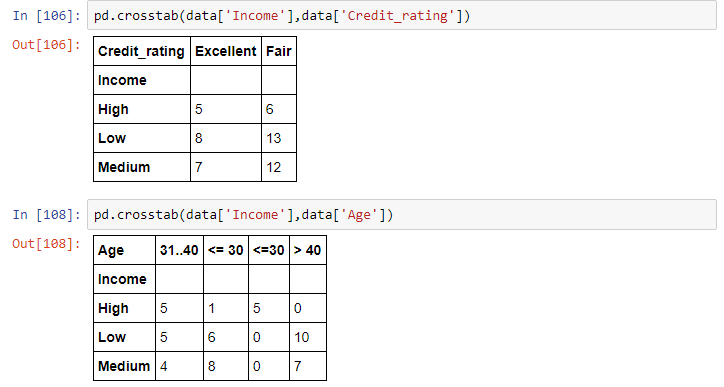 In [106]: pd.crosstab(data['Income'],data['Credit_rating'])
Out[106]:
Credit_rating Excellent Fair
Income
High 5 6
Low 8 13
Medium 7 12
In [108]: pd.crosstab(data['Income'],data['Age'])
Out[108]:
Age 31..40 <= 30 <=30 > 40
Income
High 5 1 5 0
Low 5 6 0 10
Medium 4 8 0 7